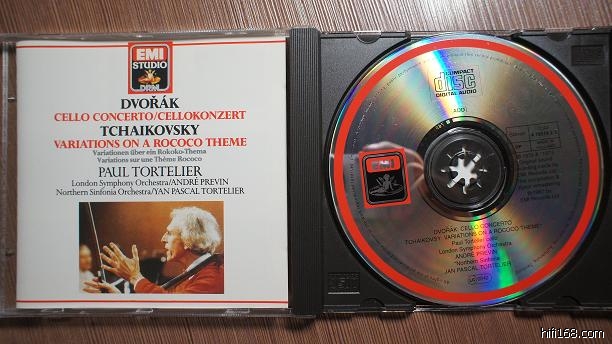 EMI
STUDIO
DRM
DVOŘÁK
CELLO CONCERTO/CELLOKONZERT
TCHAIKOVSKY
VARIATIONS ON A ROCOCO THEME
Variationen über ein Rokoko-Thema
Variations sur une Thème Rococo
PAUL TORTELIER
London Symphony Orchestra/ANDRÉ PREVIN
Northern Sinfonia Orchestra/YAN PASCAL TORTELIER
COMPACT
disc
DIGITAL AUDIO
ADD
DVOŘÁK: CELLO CONCERTO
TCHAIKOVSKY: VARIATIONS ON A ROCOCO THEME*
Paul Tortelier cello
London Symphony Orchestra
ANDRÉ PREVIN
*Northern Sinfonia
JAN PASCAL TORTELIER
hifi168.com